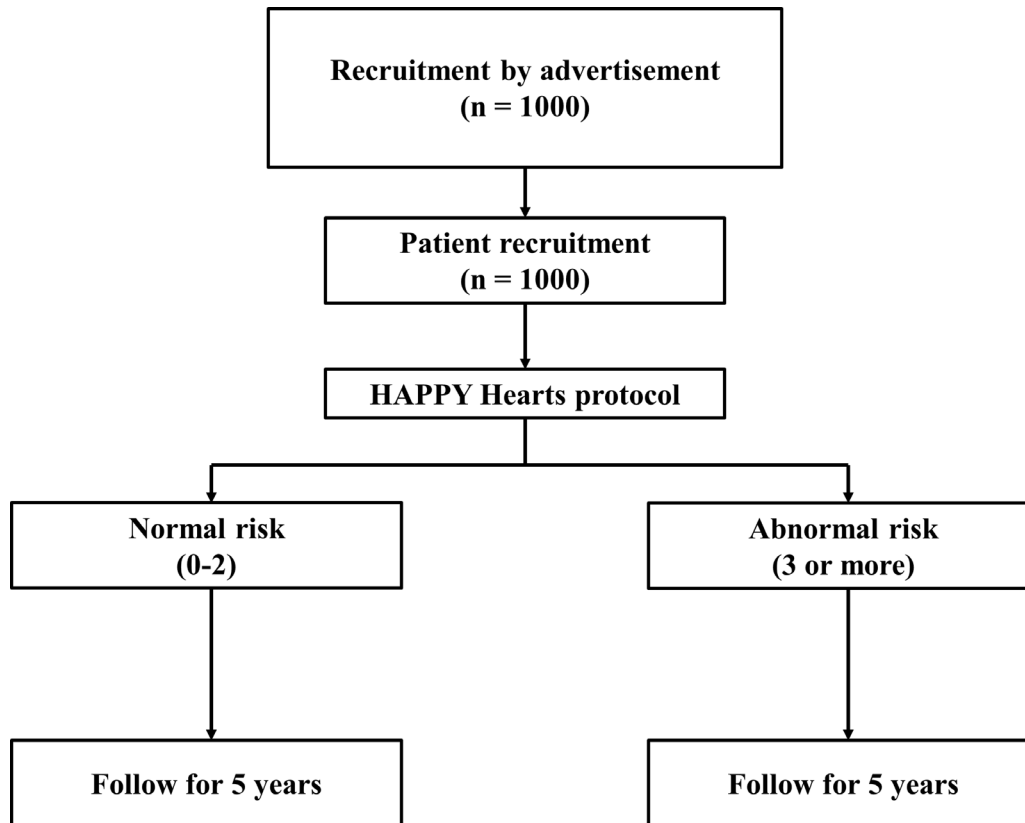 Recruitment by advertisement
(n = 1000)
Patient recruitment
(n = 1000)
HAPPY Hearts protocol
Normal risk
(0-2)
Abnormal risk
(3 or more)
Follow for 5 years
Follow for 5 years